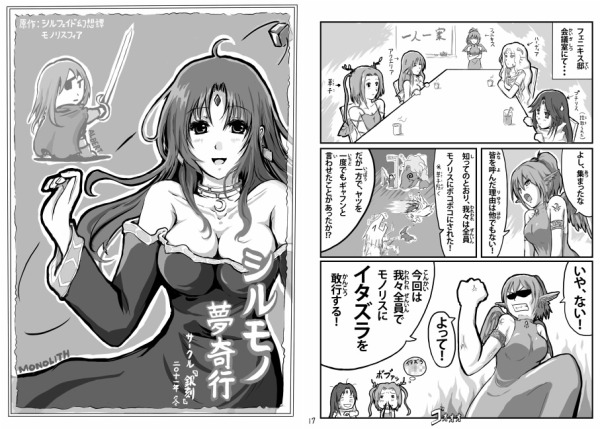 原作：シルフェイド幻想譚
モノリスフィア
シルモノ
夢奇行
サークル『銀刻』
二〇十一年 冬
MONOLITH
フェニキス邸
会議室にて・・・
一人一家
よし、集まったな
皆を呼んだ理由は他でもない！
知ってのとおり、我々は全員
モノリスにボコボコにされた！
だが一方で、ヤツを
一度でもギャフンと
言わせたことがあったか!?
いや、ない！
よって！
今回は
我々全員で
モノリスに
イタズラを
敢行する！
ボファッ
17